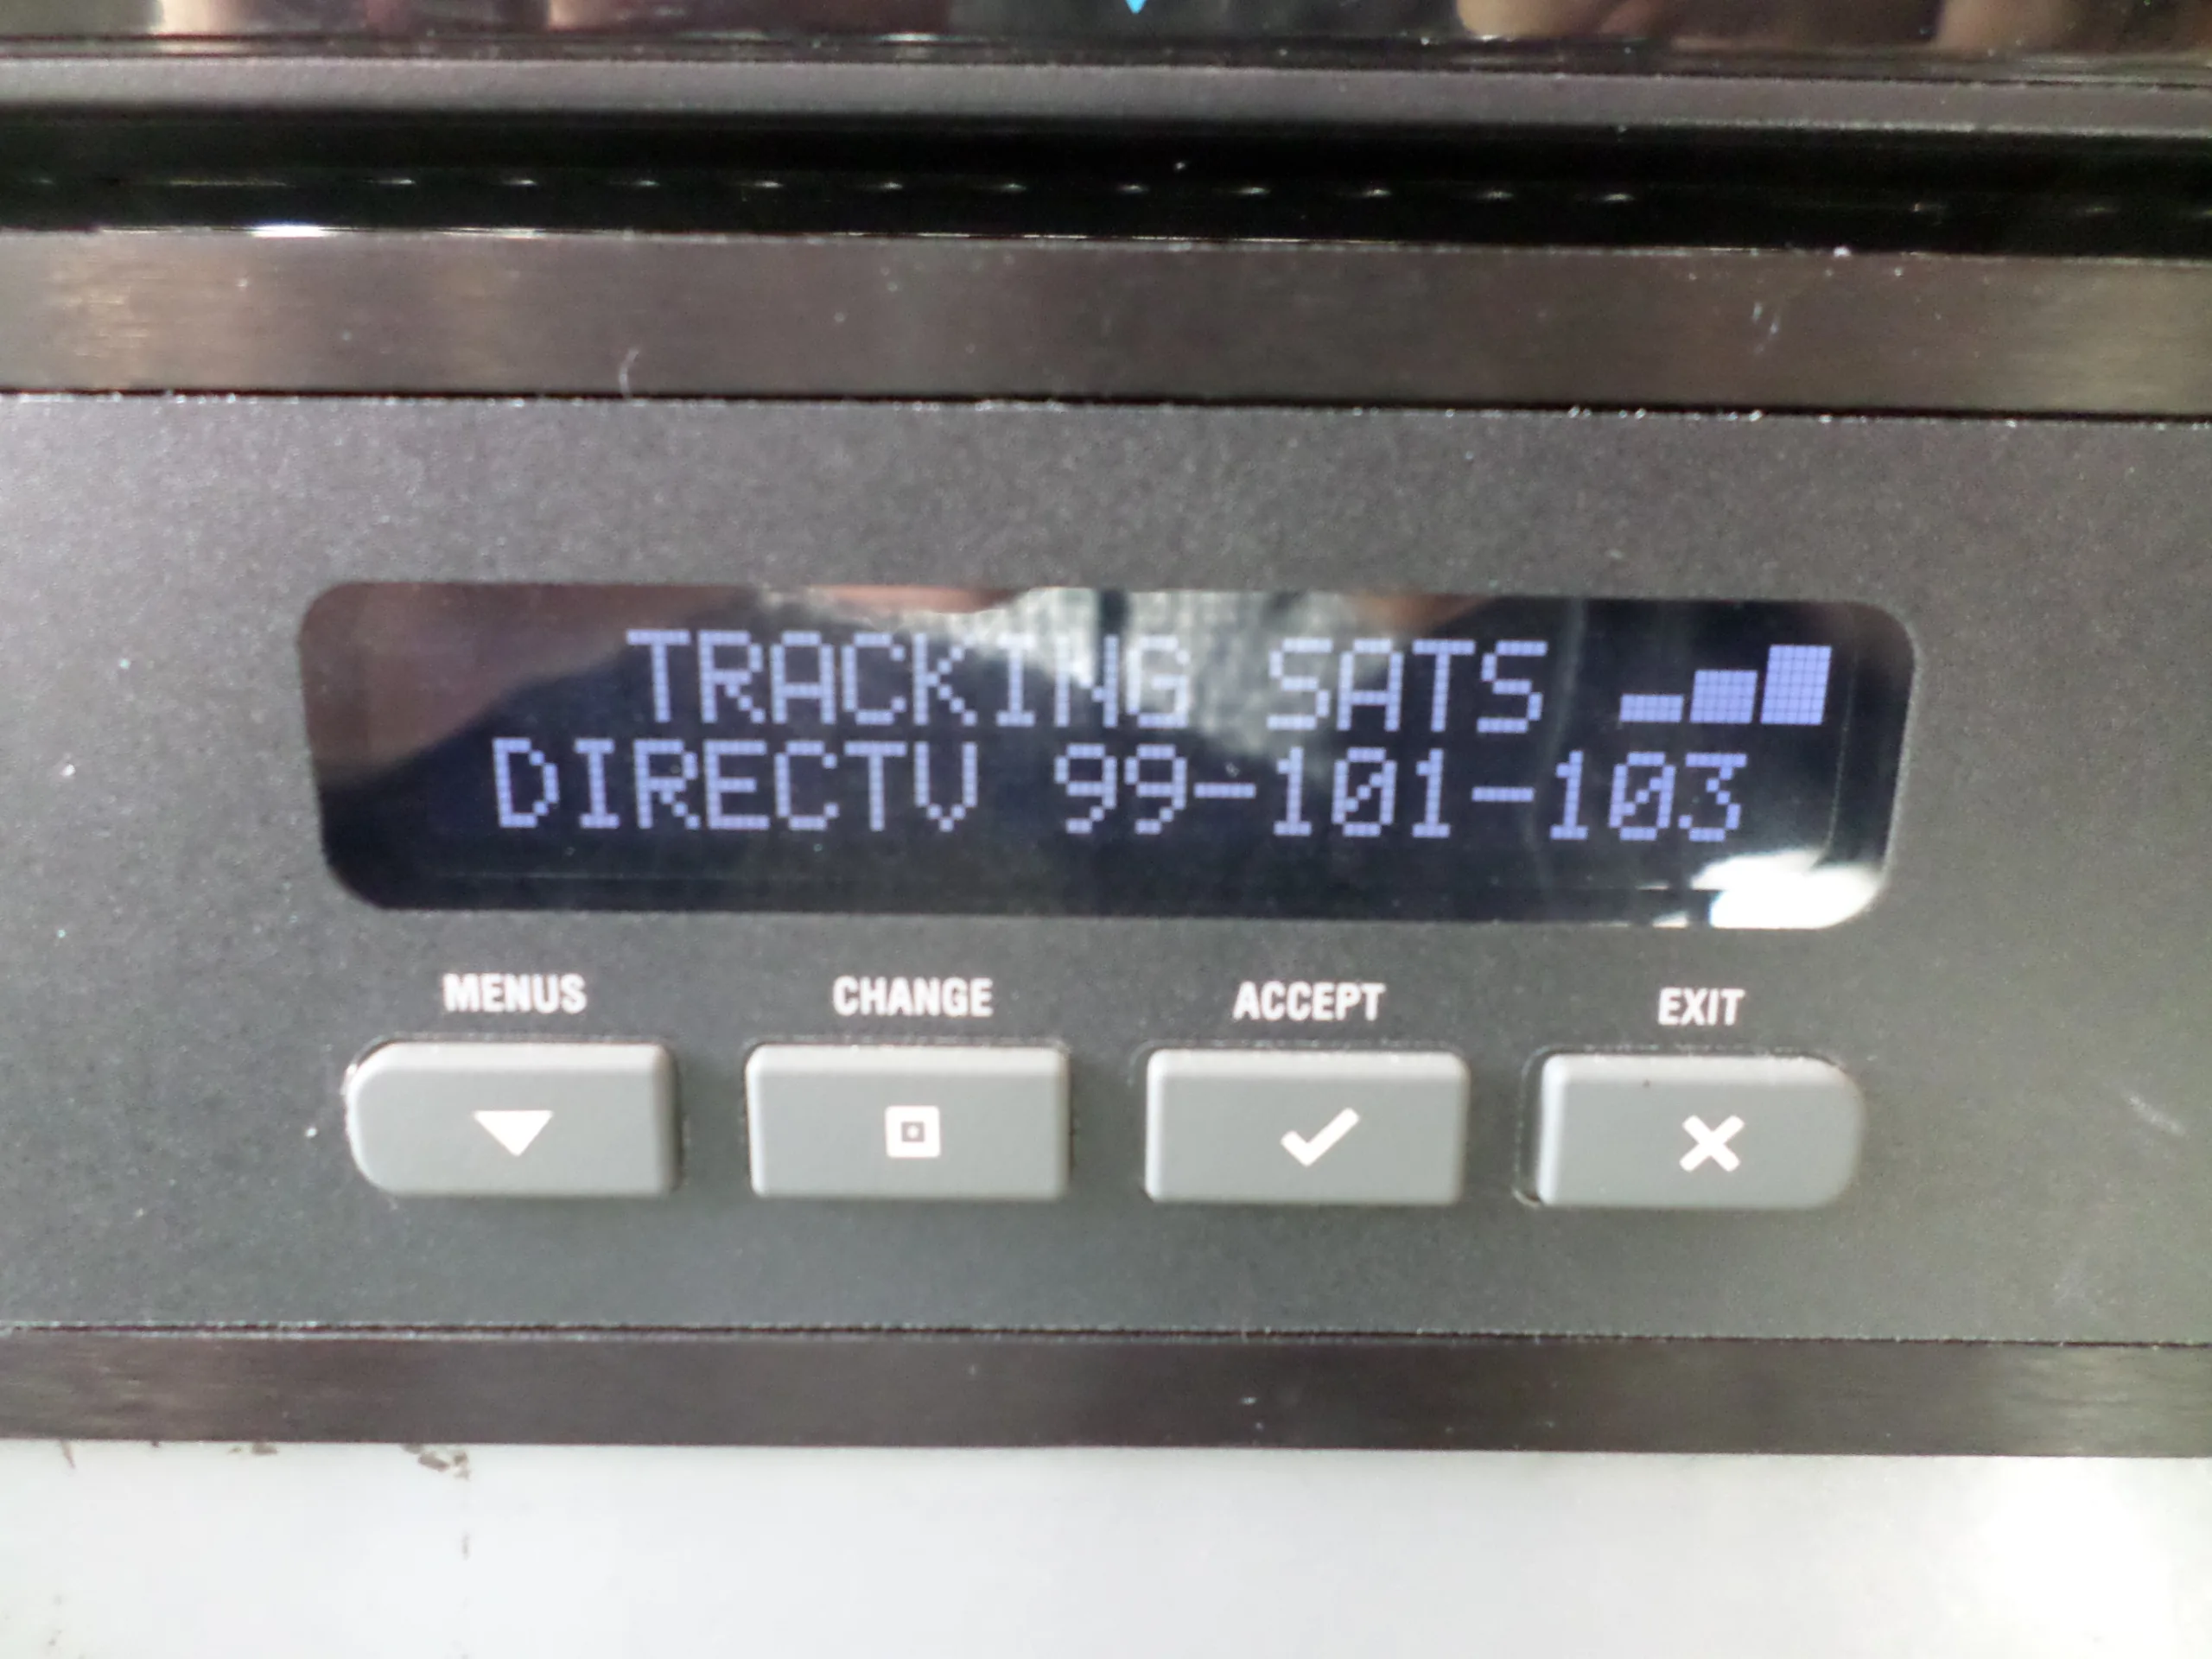 TRACKING SATS
DIRECTV 99-101-103
MENUS CHANGE ACCEPT EXIT